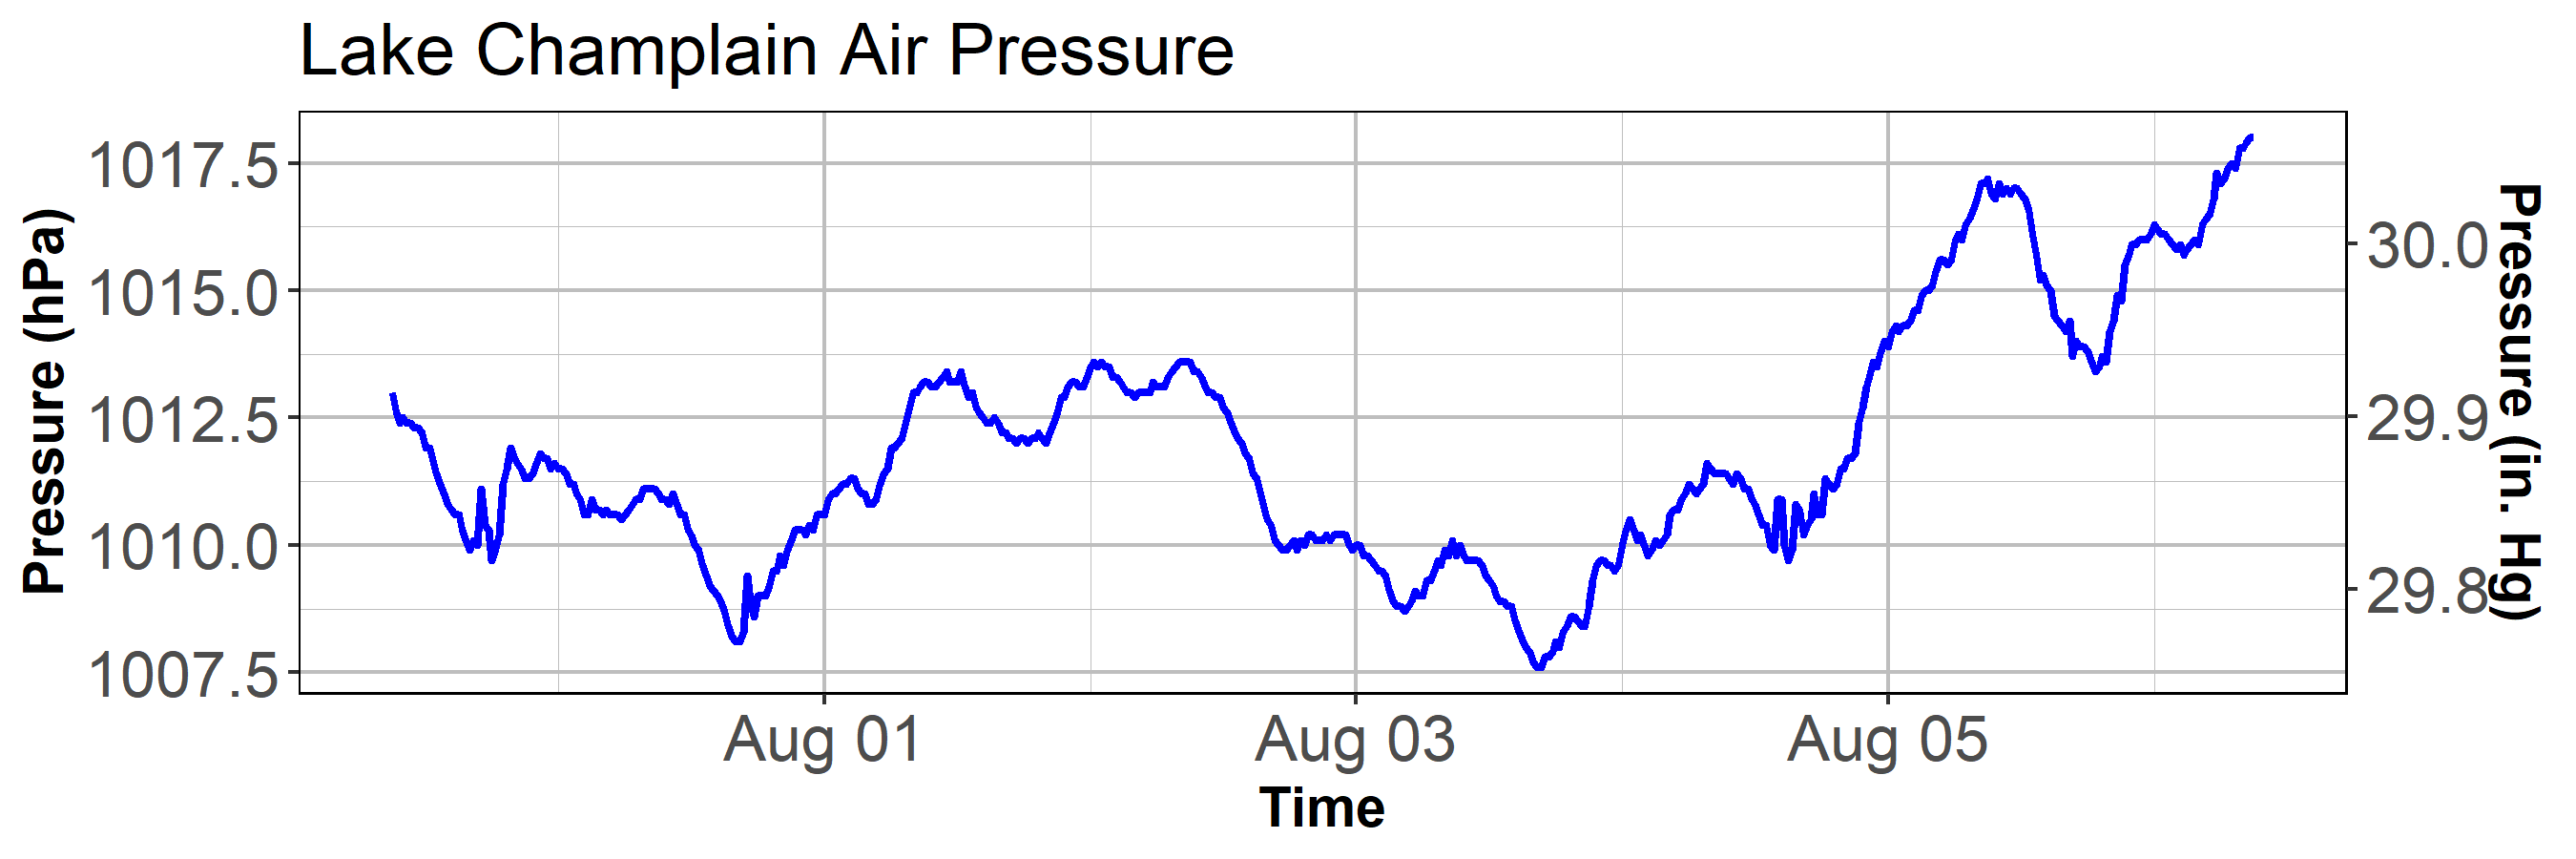 Lake Champlain Air Pressure
Pressure (hPa)
1017.5
1015.0
1012.5
1010.0
1007.5
30.0
29.9
29.8
Pressure (in. Hg)
Aug 01 Aug 03 Aug 05
Time